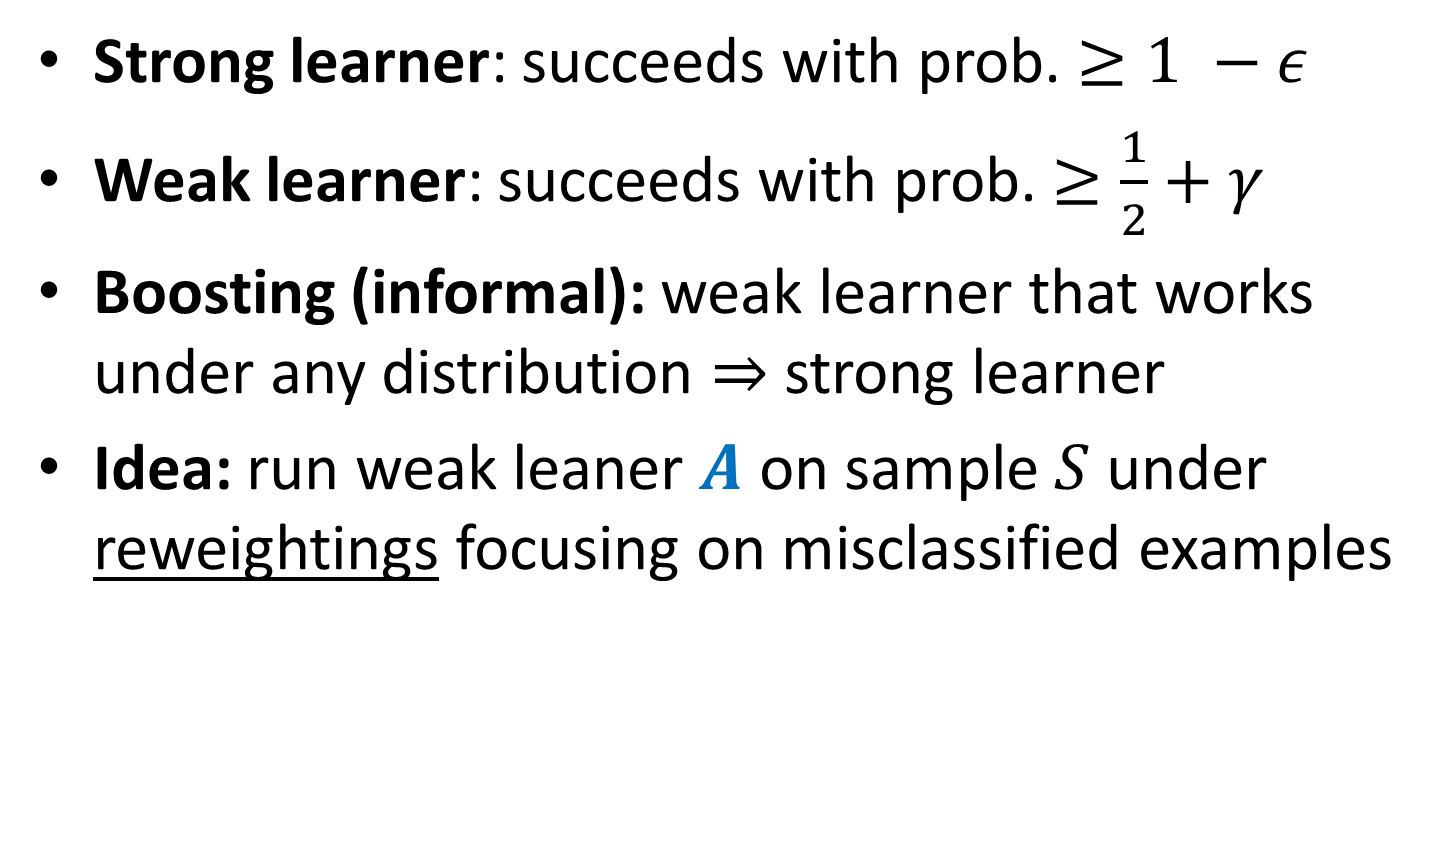 • Strong learner: succeeds with prob. ≥ 1 − ϵ
• Weak learner: succeeds with prob. ≥ 1/2 + γ
• Boosting (informal): weak learner that works
under any distribution ⇒ strong learner
• Idea: run weak leaner A on sample S under
reweightings focusing on misclassified examples